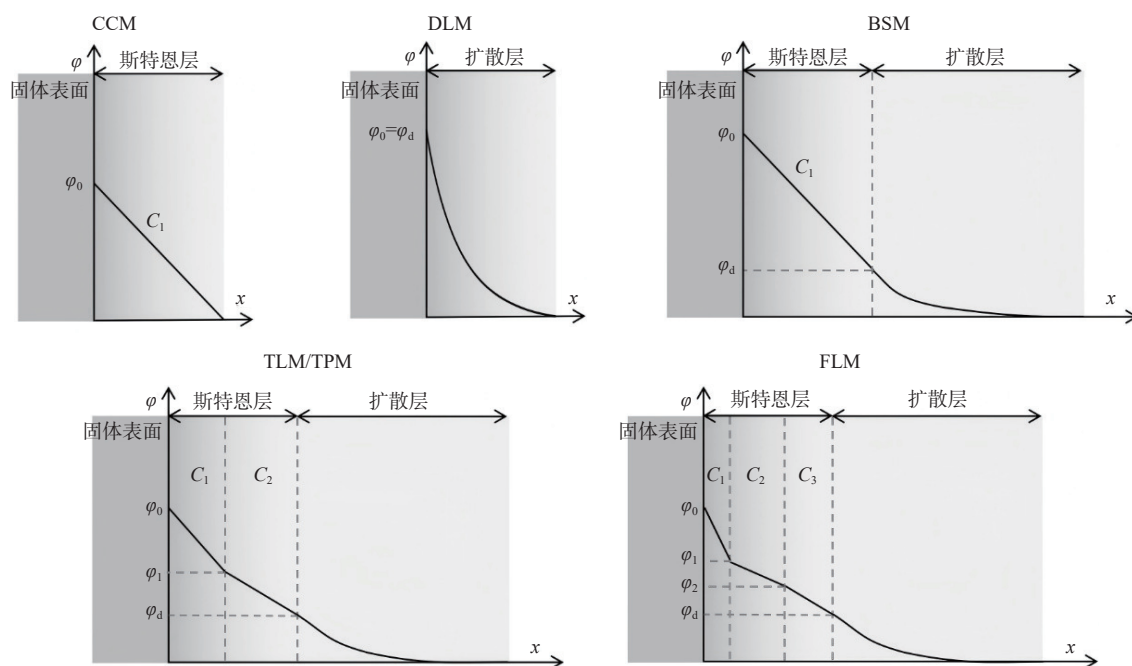 CCM
φ
斯特恩层
固体表面
φ0
C1
x
DLM
φ
扩散层
固体表面
φ0=φd
x
BSM
φ
斯特恩层
扩散层
固体表面
φ0
C1
φd
x
TLM/TPM
φ
斯特恩层
扩散层
固体表面
C1
C2
φ0
φ1
φd
x
FLM
φ
斯特恩层
扩散层
固体表面
C1
C2
C3
φ0
φ1
φ2
φd
x